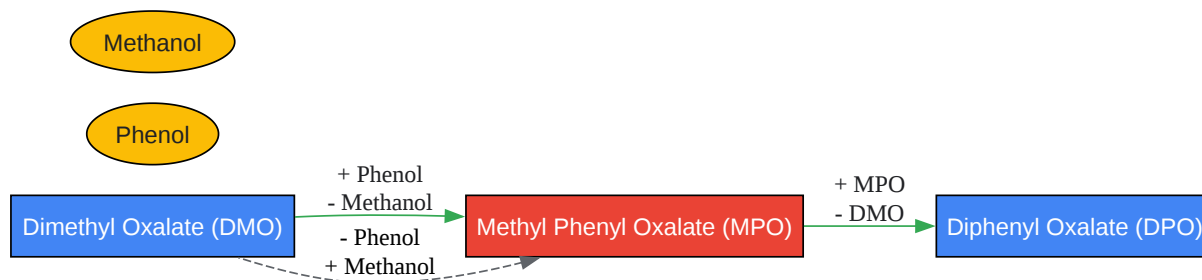 Methanol
Phenol
+ Phenol
- Methanol
+ MPO
- DMO
Dimethyl Oxalate (DMO)
Methyl Phenyl Oxalate (MPO)
Diphenyl Oxalate (DPO)
- Phenol
+ Methanol